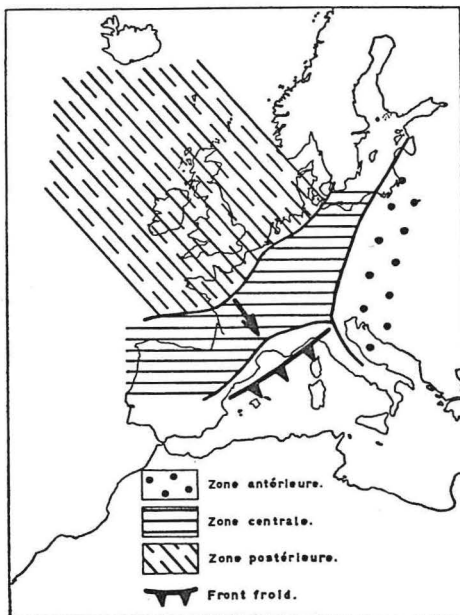 Zone antérieure.
Zone centrale.
Zone postérieure.
Front froid.